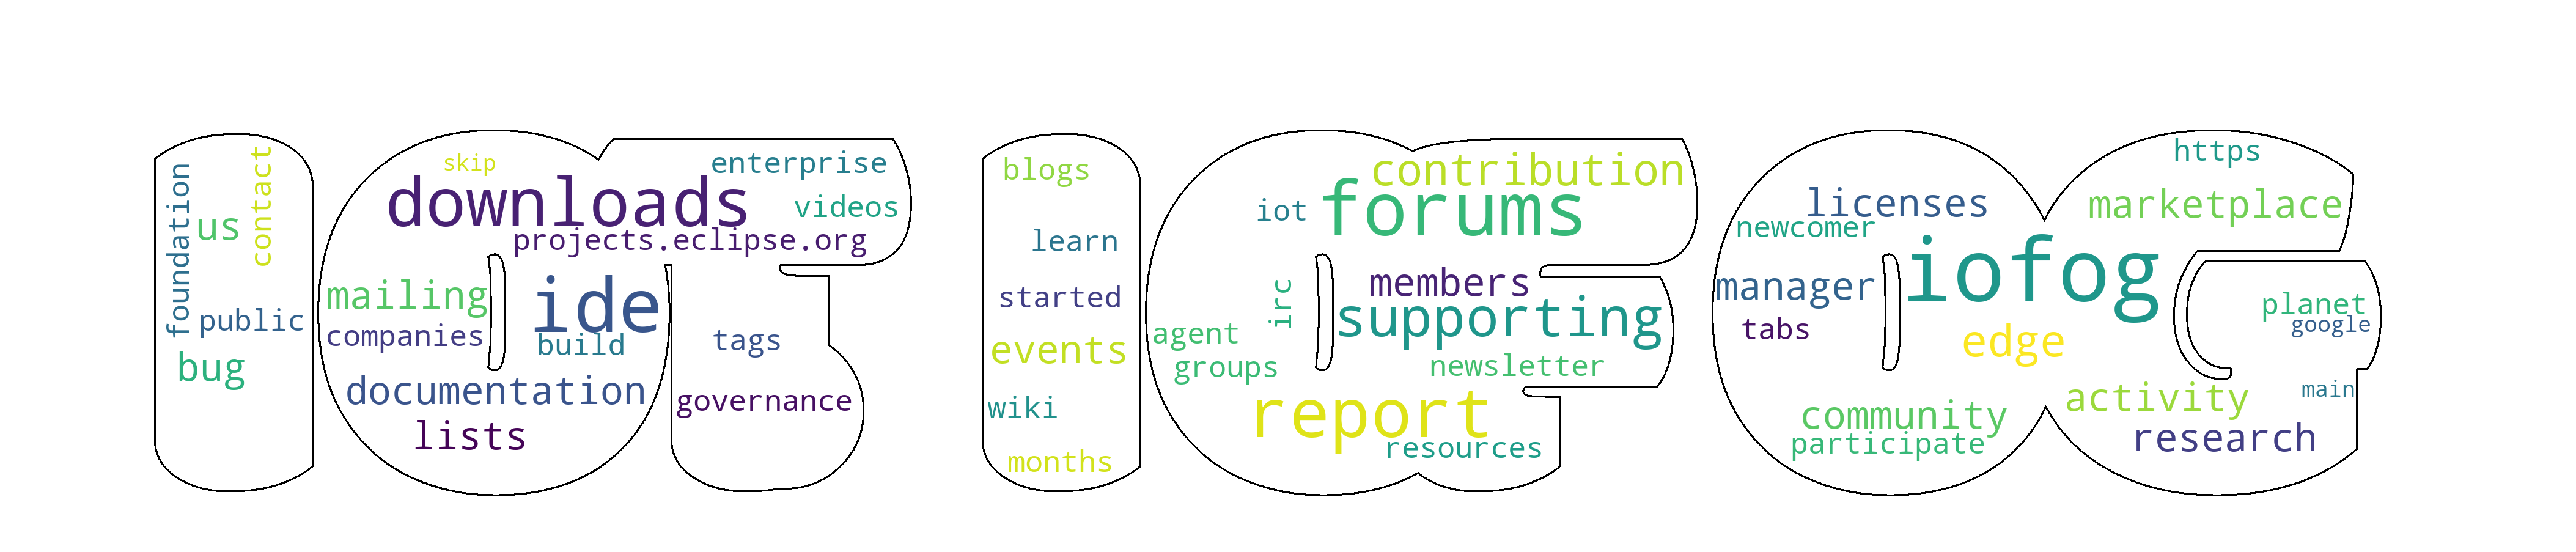 foundation
us
contact
public
bug
skip
downloads
enterprise
videos
projects.eclipse.org
mailing
ide
companies
build
tags
documentation
governance
lists
blogs
learn
started
events
wiki
months
contribution
iot
forums
irc
members
supporting
agent
groups
newsletter
report
resources
https
licenses
marketplace
newcomer
iofog
manager
tabs
edge
planet
google
main
community
activity
participate
research
IOT IOFOG